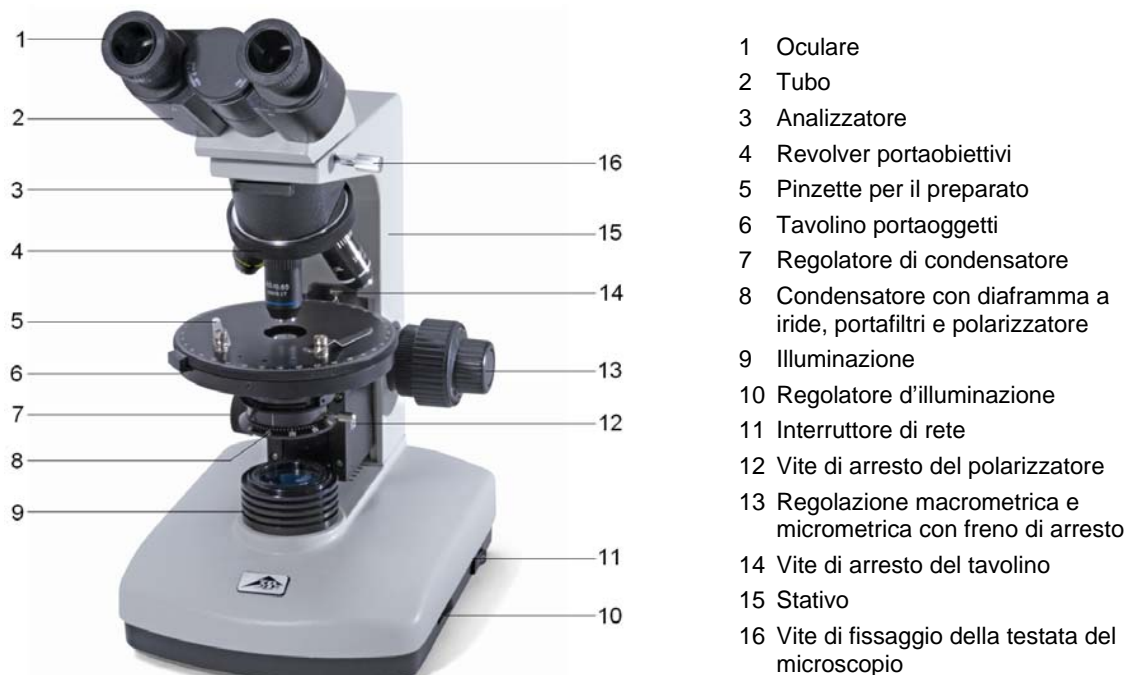 1
2
3
4
5
6
7
8
9
16
15
14
13
12
11
10
1 Oculare
2 Tubo
3 Analizzatore
4 Revolver portaobiettivi
5 Pinzette per il preparato
6 Tavolino portaoggetti
7 Regolatore di condensatore
8 Condensatore con diaframma a
iride, portafiltri e polarizzatore
9 Illuminazione
10 Regolatore d'illuminazione
11 Interruttore di rete
12 Vite di arresto del polarizzatore
13 Regolazione macrometrica e
micrometrica con freno di arresto
14 Vite di arresto del tavolino
15 Stativo
16 Vite di fissaggio della testata del
microscopio